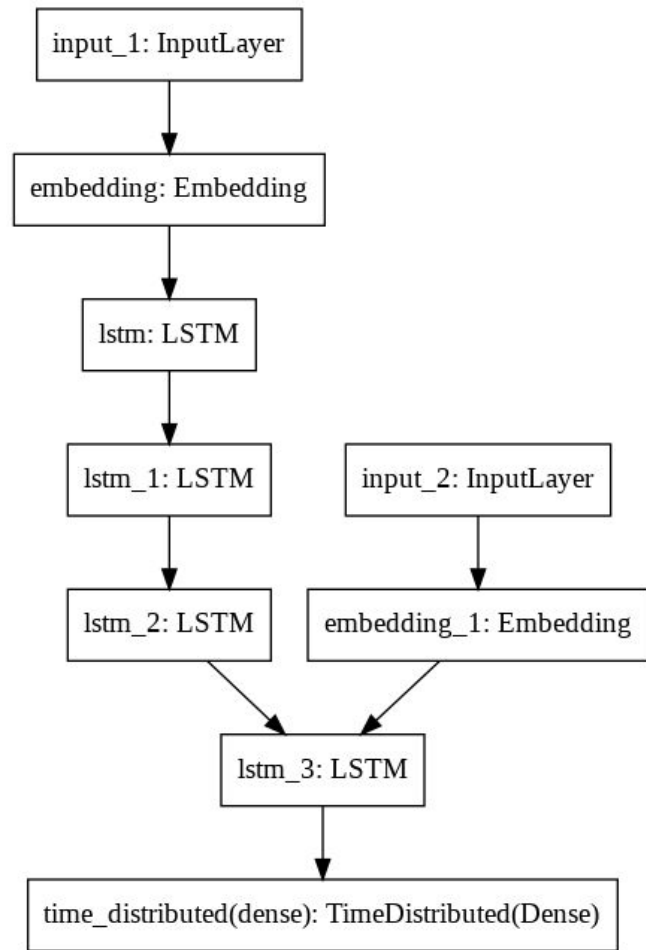 input_1: InputLayer
embedding: Embedding
lstm: LSTM
lstm_1: LSTM
input_2: InputLayer
lstm_2: LSTM
embedding_1: Embedding
lstm_3: LSTM
time_distributed(dense): TimeDistributed(Dense)